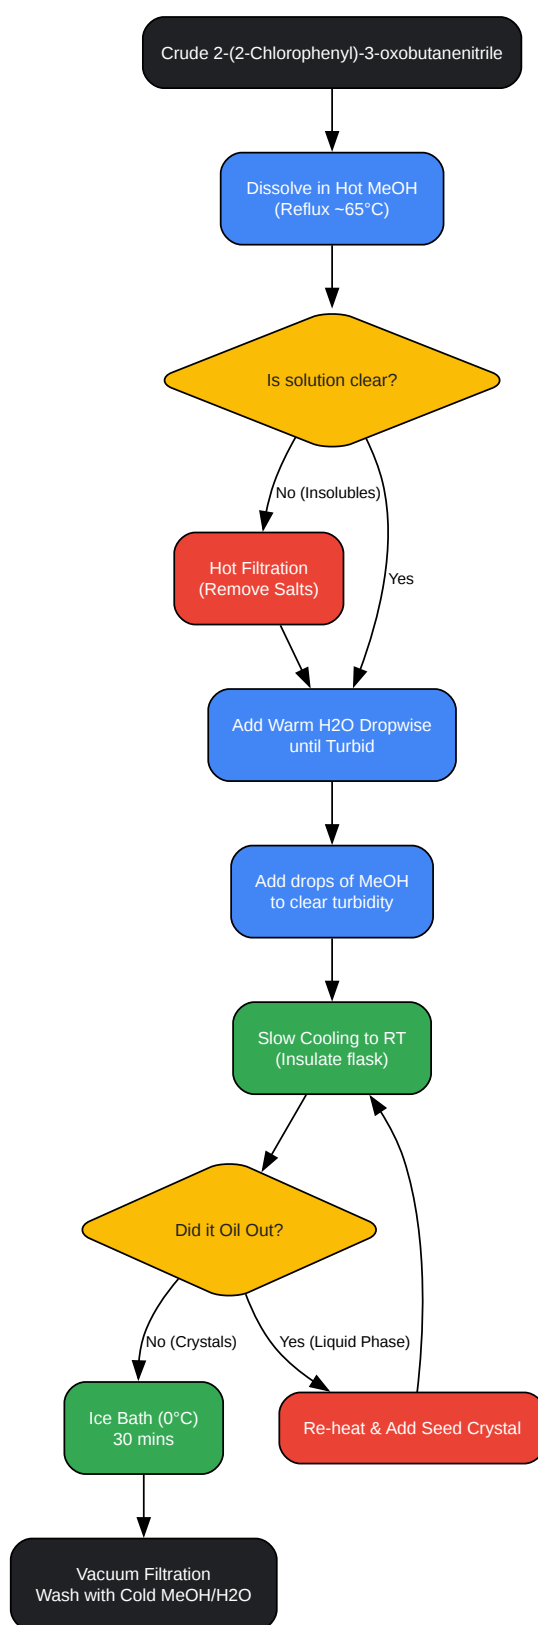 Crude 2-(2-Chlorophenyl)-3-oxobutanenitrile
Dissolve in Hot MeOH
(Reflux ~65°C)
Is solution clear?
No (Insolubles)
Hot Filtration
(Remove Salts)
Yes
Add Warm H2O Dropwise
until Turbid
Add drops of MeOH
to clear turbidity
Slow Cooling to RT
(Insulate flask)
Did it Oil Out?
No (Crystals)
Yes (Liquid Phase)
Ice Bath (0°C)
30 mins
Re-heat & Add Seed Crystal
Vacuum Filtration
Wash with Cold MeOH/H2O